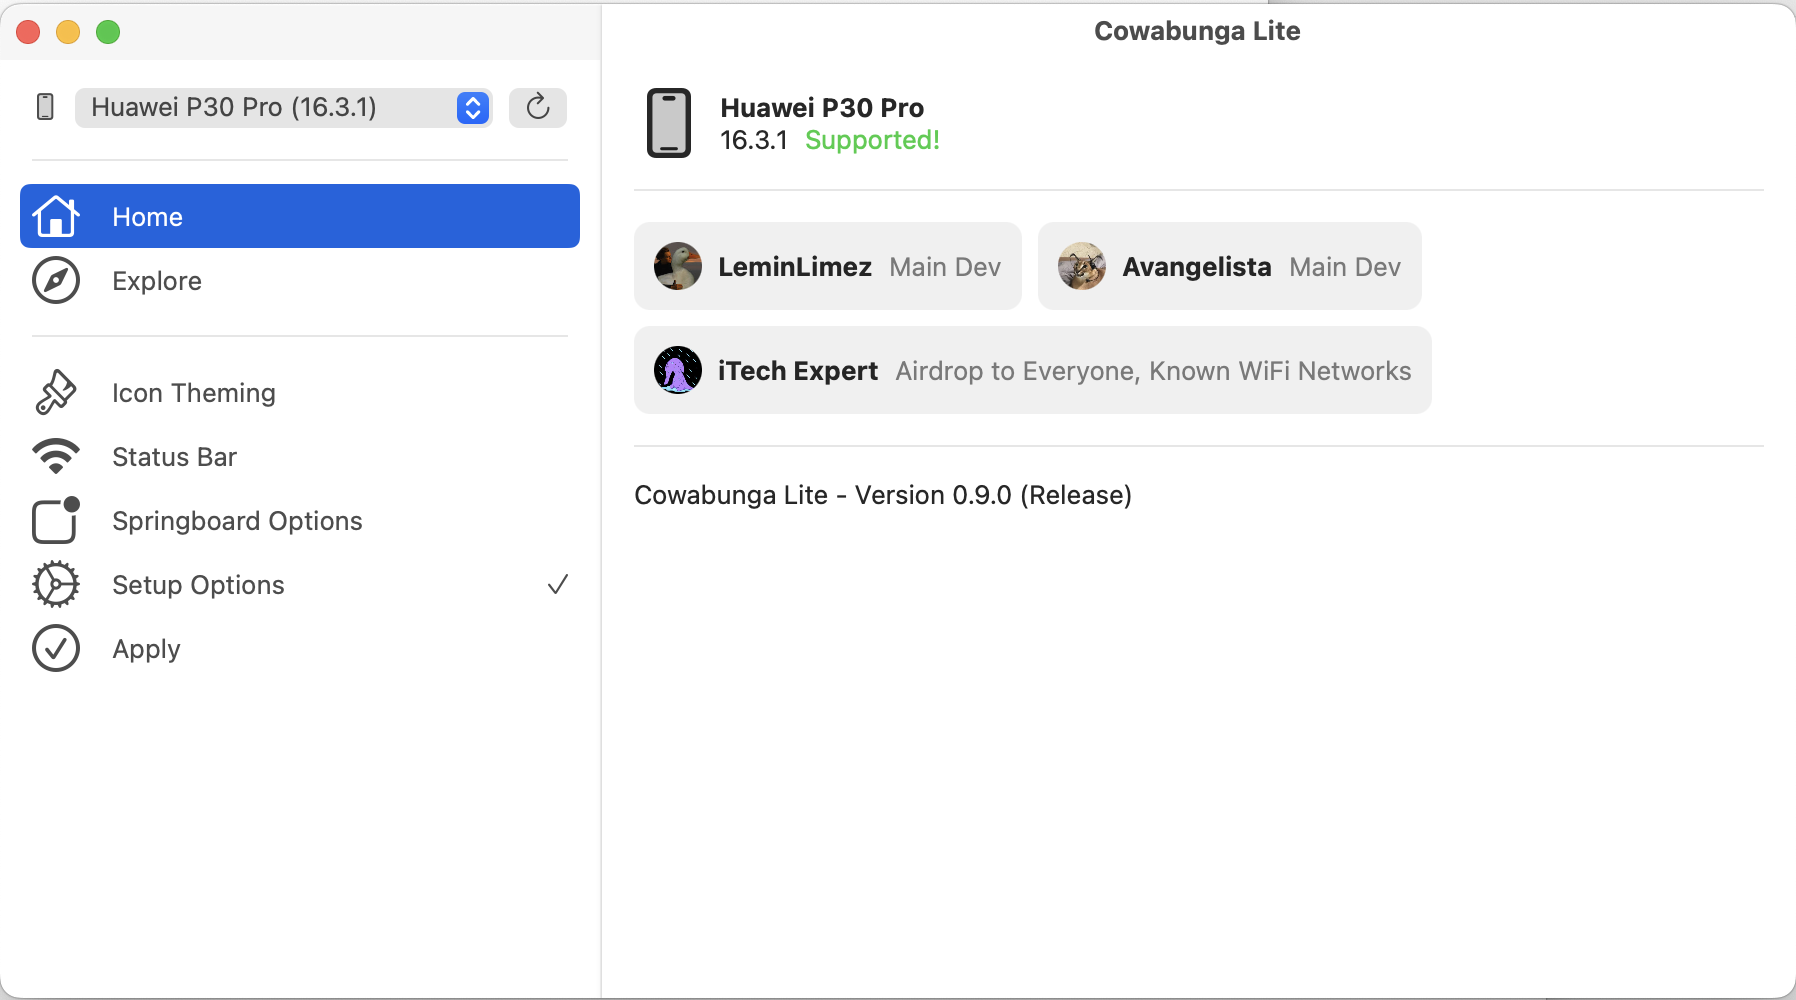 Cowabunga Lite
Huawei P30 Pro (16.3.1)
Home
Explore
Icon Theming
Status Bar
Springboard Options
Setup Options
Apply
Huawei P30 Pro
16.3.1 Supported!
LeminLimez Main Dev
Avangelista Main Dev
iTech Expert Airdrop to Everyone, Known WiFi Networks
Cowabunga Lite - Version 0.9.0 (Release)